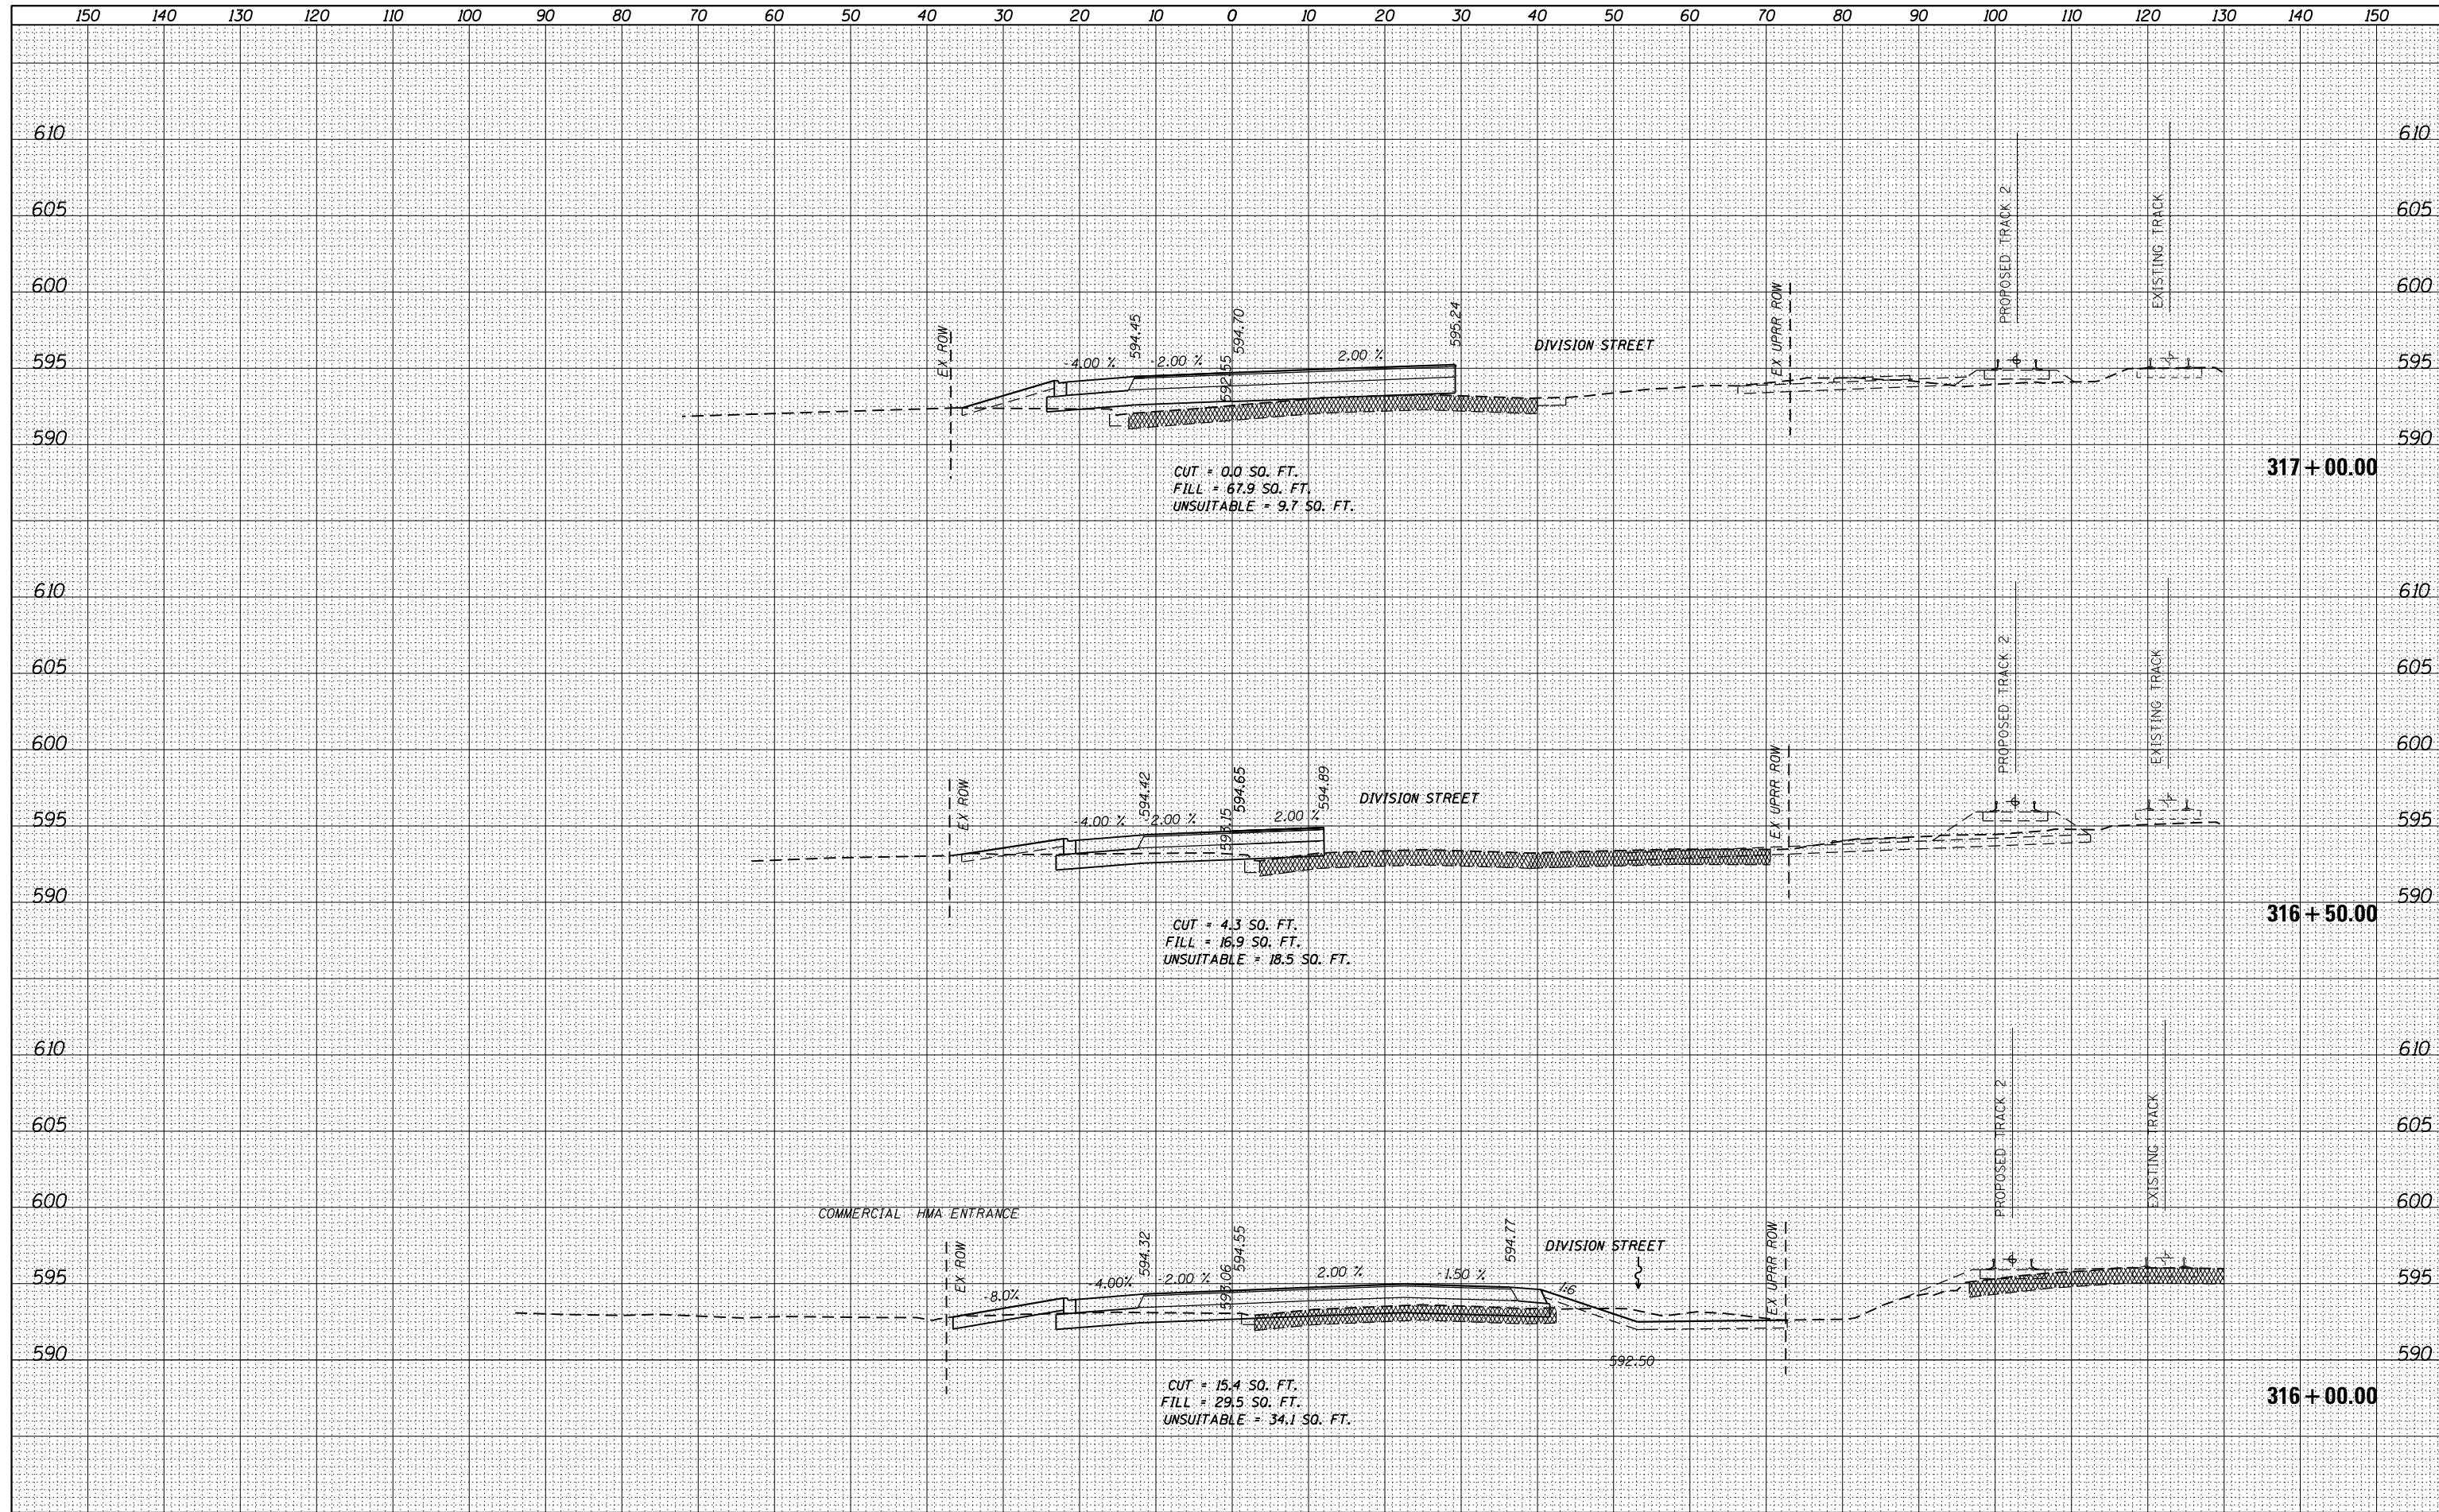 150 140 130 120 110 100 90 80 70 60 50 40 30 20 10 0 10 20 30 40 50 60 70 80 90 100 110 120 130 140 150
610 610
605 605
600 600
595 595
590 590
EX ROW
-4.00 %
594.45
-2.00 %
592.55
594.70
2.00 %
595.24
DIVISION STREET
EX UPRR ROW
PROPOSED TRACK 2
EXISTING TRACK
CUT = 0.0 SQ. FT.
FILL = 67.9 SQ. FT.
UNSUITABLE = 9.7 SQ. FT.
317+00.00
610 610
605 605
600 600
595 595
590 590
EX ROW
-4.00 %
594.42
-2.00 %
593.15
594.65
2.00 %
594.89
DIVISION STREET
EX UPRR ROW
PROPOSED TRACK 2
EXISTING TRACK
CUT = 4.3 SQ. FT.
FILL = 16.9 SQ. FT.
UNSUITABLE = 18.5 SQ. FT.
316+50.00
610 610
605 605
600 600
595 595
590 590
COMMERCIAL HMA ENTRANCE
EX ROW
-8.0%
-4.00%
594.32
-2.00 %
593.06
594.55
2.00 %
-1.50 %
594.77
1:6
DIVISION STREET
592.50
EX UPRR ROW
PROPOSED TRACK 2
EXISTING TRACK
CUT = 15.4 SQ. FT.
FILL = 29.5 SQ. FT.
UNSUITABLE = 34.1 SQ. FT.
316+00.00